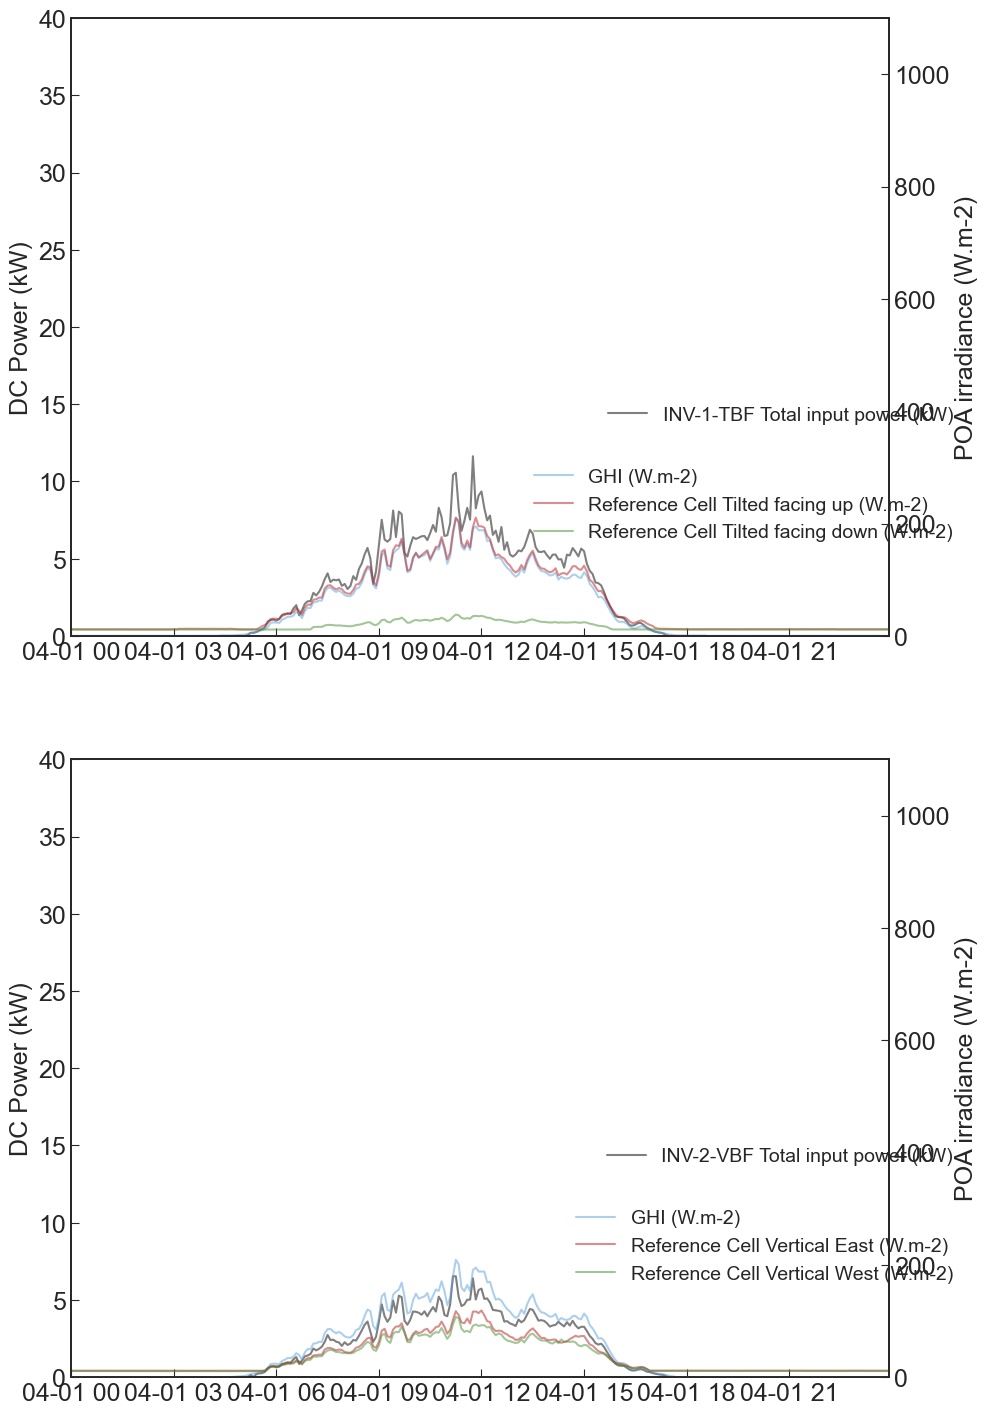 40
35
30
25
20
15
10
5
0
DC Power (kW)
1000
800
600
400
200
0
POA irradiance (W.m-2)
INV-1-TBF Total input power (kW)
GHI (W.m-2)
Reference Cell Tilted facing up (W.m-2)
Reference Cell Tilted facing down (W.m-2)
04-01 00 04-01 03 04-01 06 04-01 09 04-01 12 04-01 15 04-01 18 04-01 21
40
35
30
25
20
15
10
5
0
DC Power (kW)
1000
800
600
400
200
0
POA irradiance (W.m-2)
INV-2-VBF Total input power (kW)
GHI (W.m-2)
Reference Cell Vertical East (W.m-2)
Reference Cell Vertical West (W.m-2)
04-01 00 04-01 03 04-01 06 04-01 09 04-01 12 04-01 15 04-01 18 04-01 21